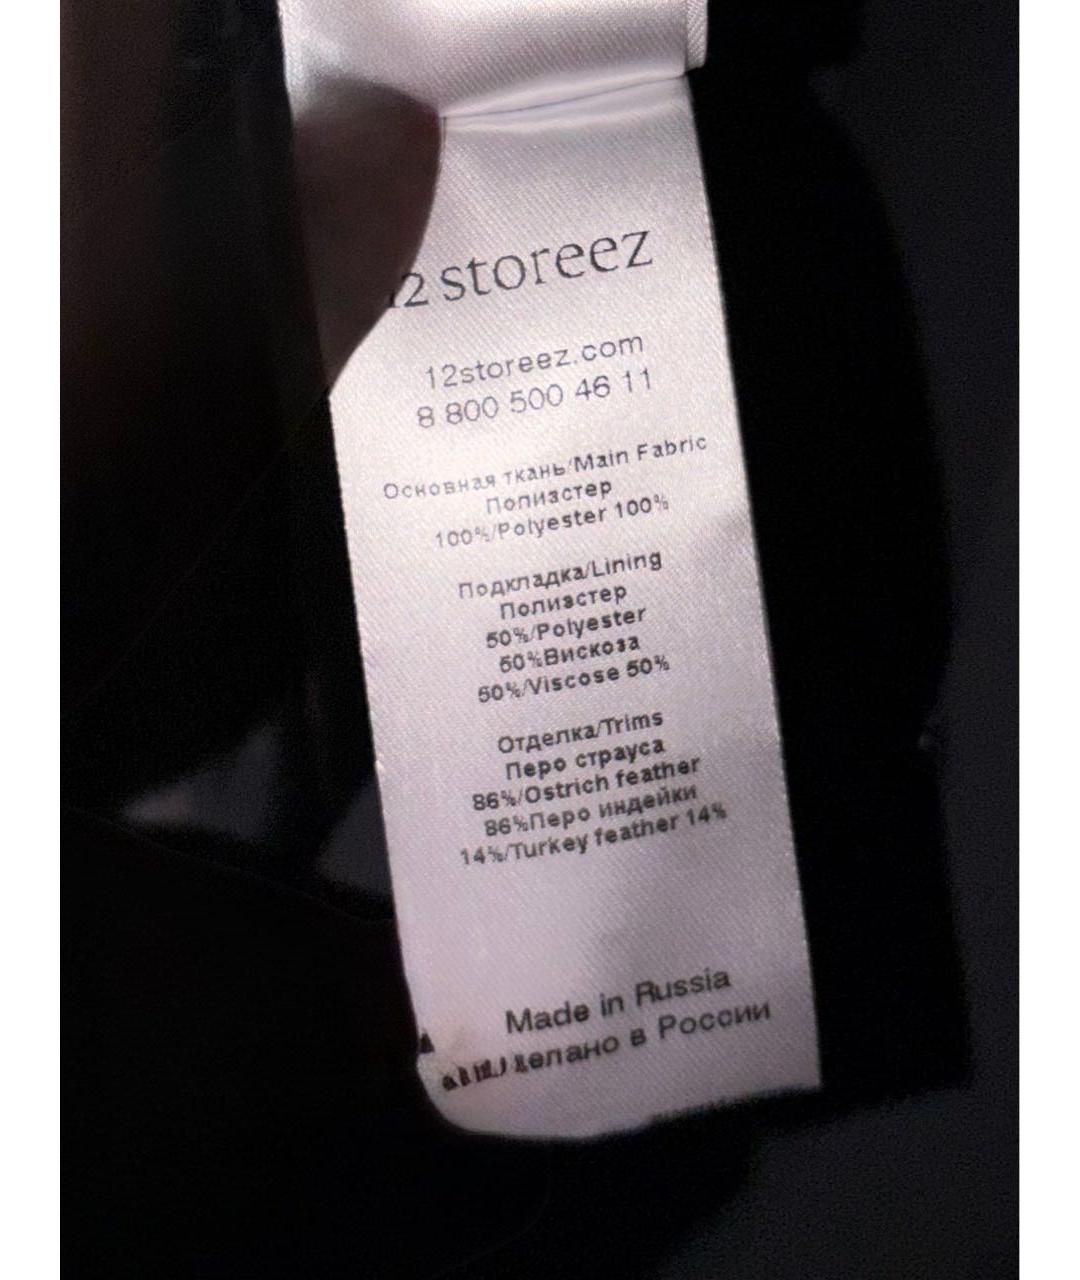 12 storeez
12storeez.com
8 800 500 46 11
Основная ткань/Main Fabric
Полиэстер
100%/Polyester 100%
Подкладка/Lining
Полиэстер
50%/Polyester
50%Вискоза
50%/Viscose 50%
Отделка/Trims
Перо страуса
86%/Ostrich feather
86%Перо индейки
14%/Turkey feather 14%
Made in Russia
Сделано в России